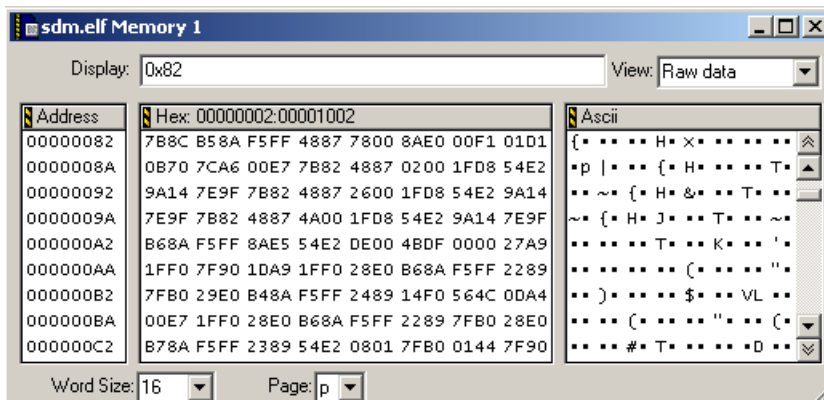 sdm.elf Memory 1
Display: 0x82 View: Raw data
Address Hex: 00000002:00001002 Ascii
00000082 7B8C B58A F5FF 4887 7800 8AE0 00F1 01D1 {▪ ▪▪ ▪▪ H▪ x▪ ▪▪ ▪▪ ▪▪
0000008A 0B70 7CA6 00E7 7B82 4887 0200 1FD8 54E2 ▪p |▪ ▪▪ {▪ H▪ ▪▪ ▪▪ T▪
00000092 9A14 7E9F 7B82 4887 2600 1FD8 54E2 9A14 ▪▪ ~▪ {▪ H▪ &▪ ▪▪ T▪ ▪▪
0000009A 7E9F 7B82 4887 4A00 1FD8 54E2 9A14 7E9F ~▪ {▪ H▪ J▪ ▪▪ T▪ ▪▪ ~▪
000000A2 B68A F5FF 8AE5 54E2 DE00 4BDF 0000 27A9 ▪▪ ▪▪ ▪▪ T▪ ▪▪ K▪ ▪▪ '▪
000000AA 1FF0 7F90 1DA9 1FF0 28E0 B68A F5FF 2289 ▪▪ ▪▪ ▪▪ ▪▪ (▪ ▪▪ ▪▪ "▪
000000B2 7FB0 29E0 B48A F5FF 2489 14F0 564C 0DA4 ▪▪ )▪ ▪▪ ▪▪ $▪ ▪▪ VL ▪▪
000000BA 00E7 1FF0 28E0 B68A F5FF 2289 7FB0 28E0 ▪▪ ▪▪ (▪ ▪▪ ▪▪ "▪ ▪▪ (▪
000000C2 B78A F5FF 2389 54E2 0801 7FB0 0144 7F90 ▪▪ ▪▪ #▪ T▪ ▪▪ ▪▪ ▪D ▪▪
Word Size: 16 Page: p